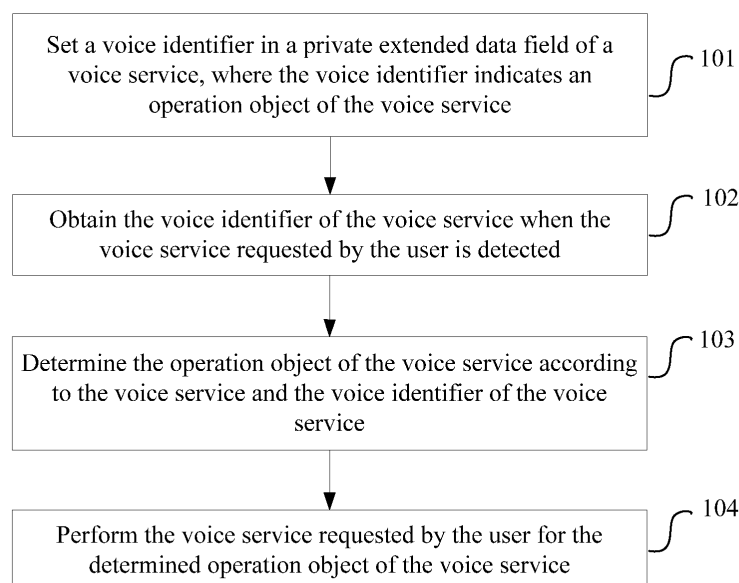 Set a voice identifier in a private extended data field of a
voice service, where the voice identifier indicates an
operation object of the voice service
101
Obtain the voice identifier of the voice service when the
voice service requested by the user is detected
102
Determine the operation object of the voice service according
to the voice service and the voice identifier of the voice
service
103
Perform the voice service requested by the user for the
determined operation object of the voice service
104